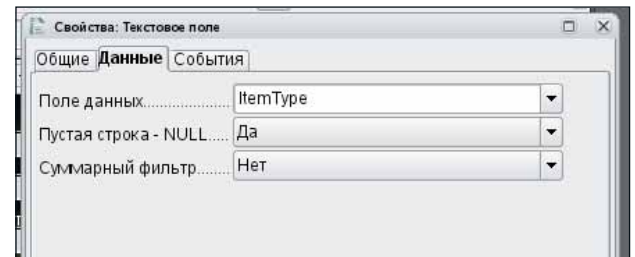 Свойства: Текстовое поле
Общие Данные События
Поле данных.................... ItemType
Пустая строка - NULL..... Да
Суммарный фильтр........ Нет